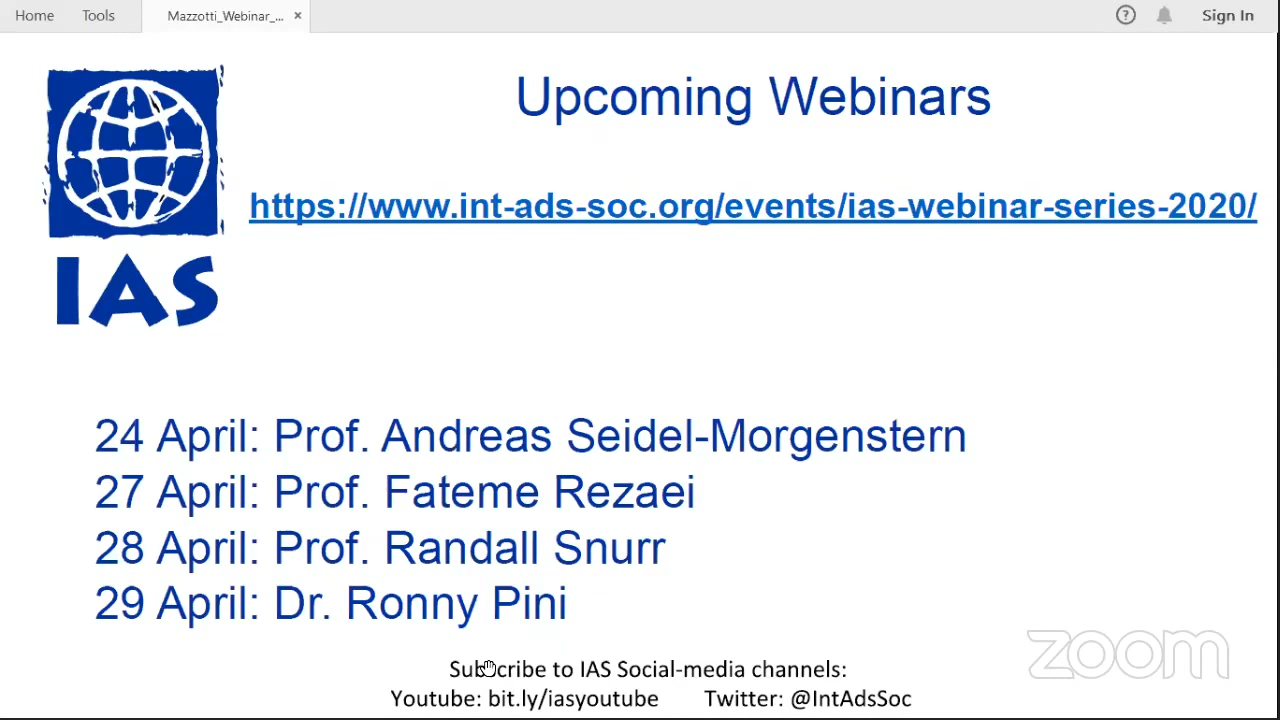 Home Tools Mazzotti_Webinar_... × ? Sign In
IAS
Upcoming Webinars
https://www.int-ads-soc.org/events/ias-webinar-series-2020/
24 April: Prof. Andreas Seidel-Morgenstern
27 April: Prof. Fateme Rezaei
28 April: Prof. Randall Snurr
29 April: Dr. Ronny Pini
Subscribe to IAS Social-media channels:
Youtube: bit.ly/iasyoutube Twitter: @IntAdsSoc
zoom